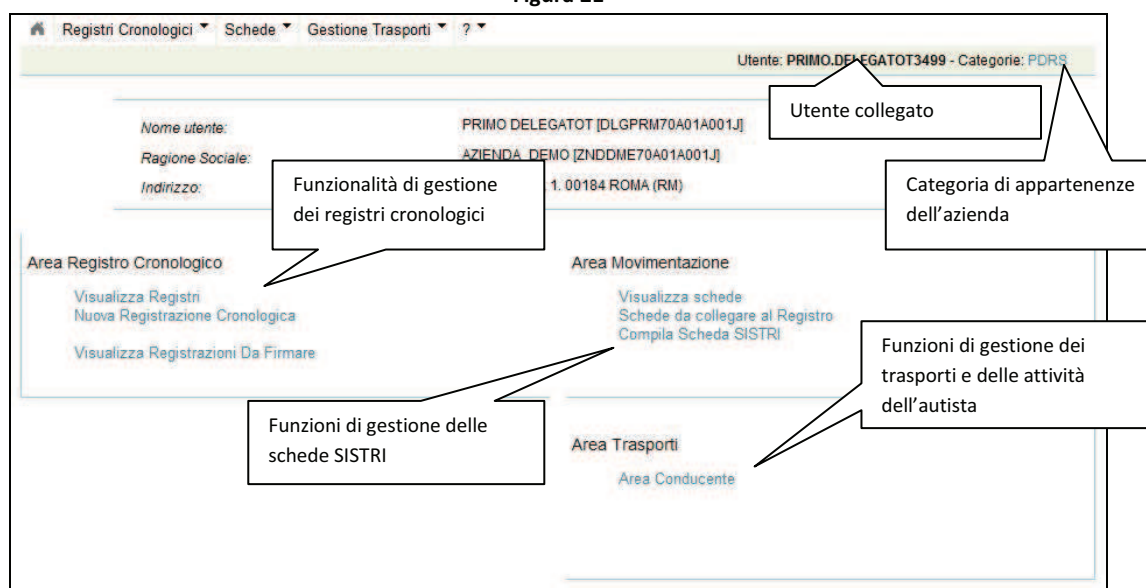 Registri Cronologici Schede Gestione Trasporti ?
Utente: PRIMO.DELEGATOT3499 - Categorie: PDRS
Utente collegato
Nome utente: PRIMO DELEGATOT [DLGPRM70A01A001J]
Ragione Sociale: AZIENDA_DEMO [ZNDDME70A01A001J]
Indirizzo: 1. 00184 ROMA (RM)
Funzionalità di gestione
dei registri cronologici
Categoria di appartenenze
dell'azienda
Area Registro Cronologico
Visualizza Registri
Nuova Registrazione Cronologica
Visualizza Registrazioni Da Firmare
Area Movimentazione
Visualizza schede
Schede da collegare al Registro
Compila Scheda SISTRI
Funzioni di gestione dei
trasporti e delle attività
dell'autista
Funzioni di gestione delle
schede SISTRI
Area Trasporti
Area Conducente